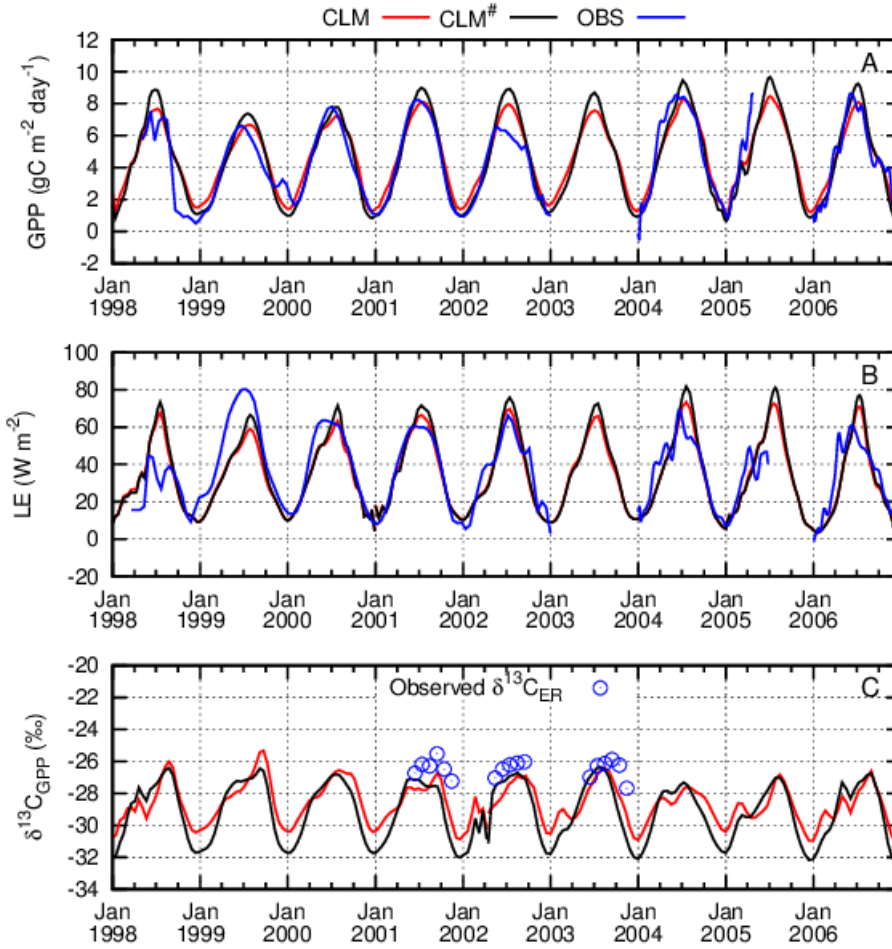 CLM CLM# OBS
A
GPP (gC m-2 day-1)
12
10
8
6
4
2
0
-2
Jan 1998 Jan 1999 Jan 2000 Jan 2001 Jan 2002 Jan 2003 Jan 2004 Jan 2005 Jan 2006
B
LE (W m-2)
100
80
60
40
20
0
-20
Jan 1998 Jan 1999 Jan 2000 Jan 2001 Jan 2002 Jan 2003 Jan 2004 Jan 2005 Jan 2006
Observed δ13CER
C
δ13CGPP (‰)
-20
-22
-24
-26
-28
-30
-32
-34
Jan 1998 Jan 1999 Jan 2000 Jan 2001 Jan 2002 Jan 2003 Jan 2004 Jan 2005 Jan 2006